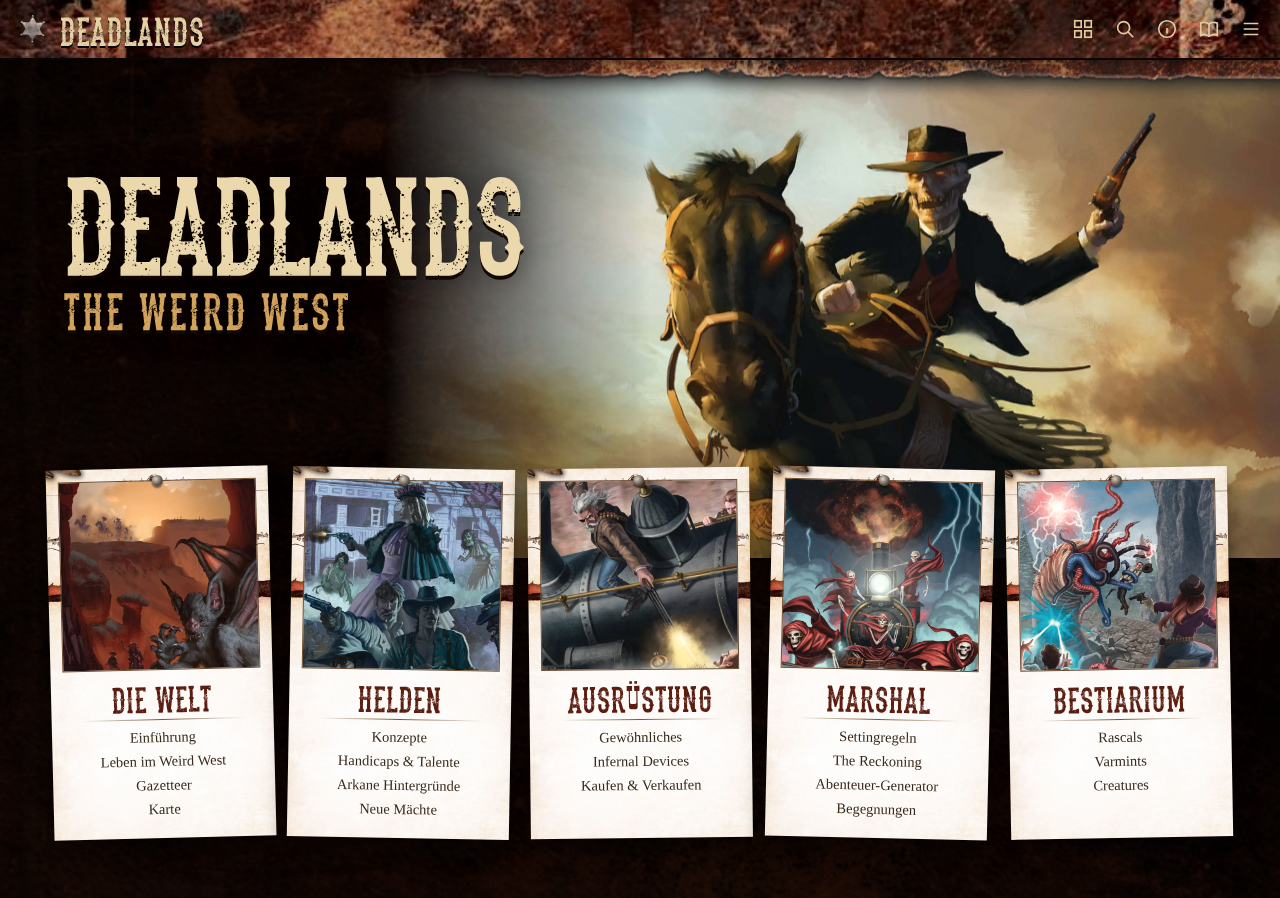 DEADLANDS
DEADLANDS
THE WEIRD WEST
DIE WELT
Einführung
Leben im Weird West
Gazetteer
Karte
HELDEN
Konzepte
Handicaps & Talente
Arkane Hintergründe
Neue Mächte
AUSRÜSTUNG
Gewöhnliches
Infernal Devices
Kaufen & Verkaufen
MARSHAL
Settingregeln
The Reckoning
Abenteuer-Generator
Begegnungen
BESTIARIUM
Rascals
Varmints
Creatures